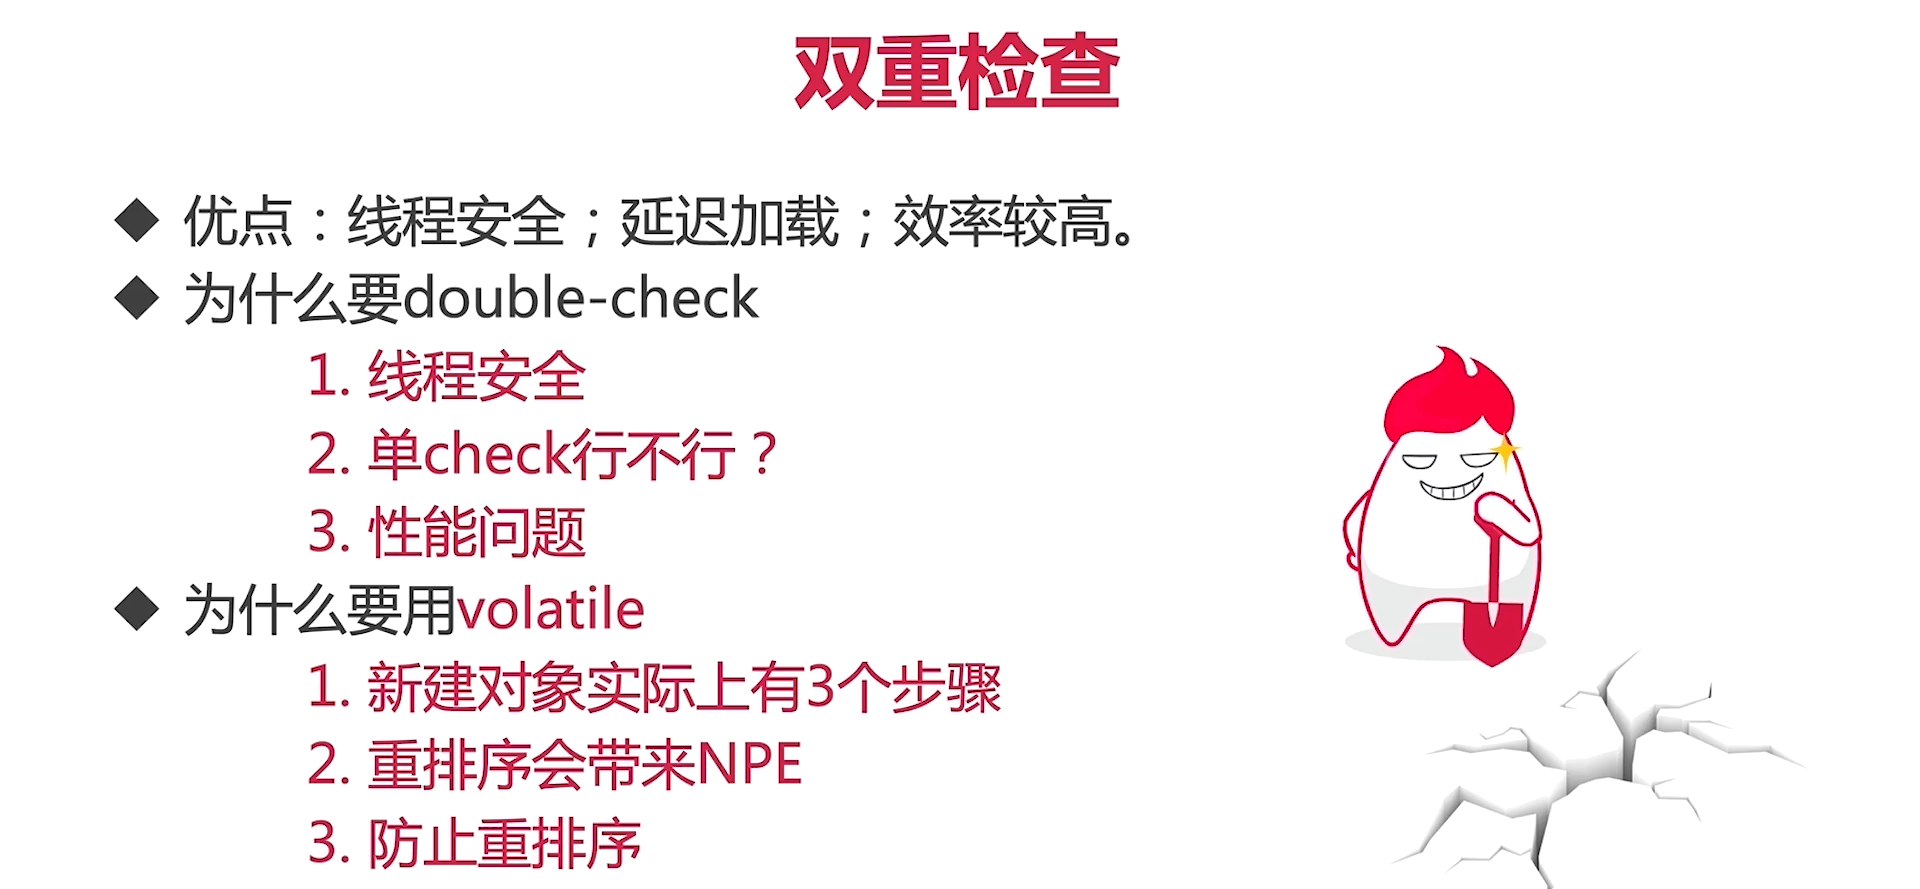 双重检查
◆ 优点：线程安全；延迟加载；效率较高。
◆ 为什么要double-check
1. 线程安全
2. 单check行不行？
3. 性能问题
◆ 为什么要用volatile
1. 新建对象实际上有3个步骤
2. 重排序会带来NPE
3. 防止重排序